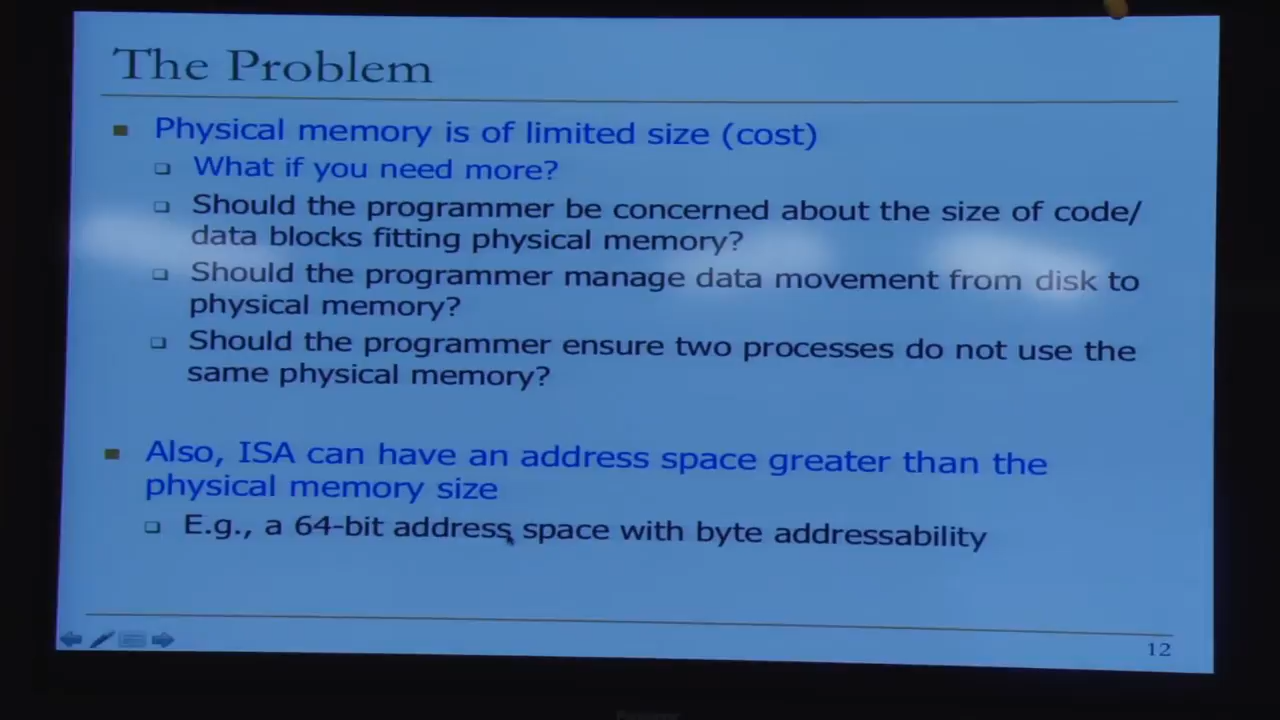 The Problem
Physical memory is of limited size (cost)
What if you need more?
Should the programmer be concerned about the size of code/
data blocks fitting physical memory?
Should the programmer manage data movement from disk to
physical memory?
Should the programmer ensure two processes do not use the
same physical memory?
Also, ISA can have an address space greater than the
physical memory size
E.g., a 64-bit address space with byte addressability
12